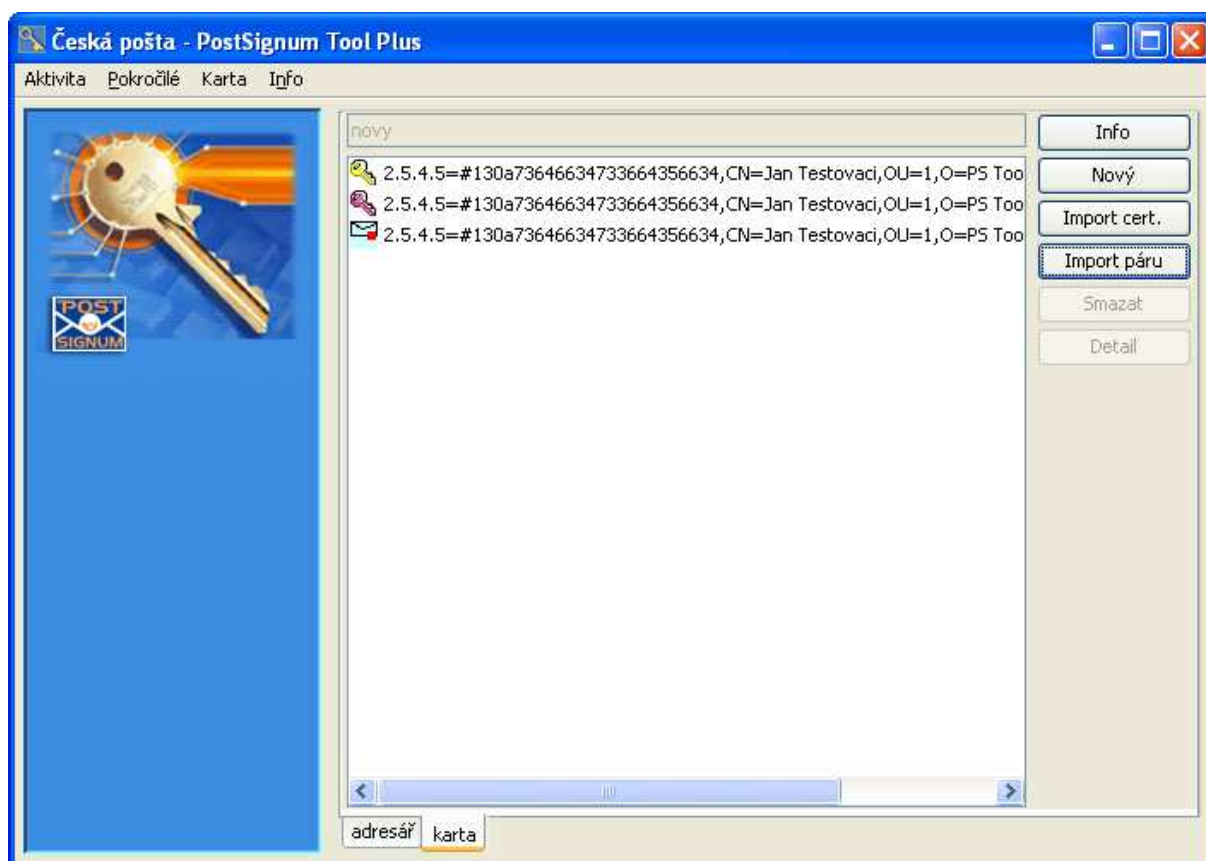 Česká pošta - PostSignum Tool Plus
Aktivita Pokročilé Karta Info
novy
2.5.4.5=#130a73646634733664356634,CN=Jan Testovaci,OU=1,O=PS Too
2.5.4.5=#130a73646634733664356634,CN=Jan Testovaci,OU=1,O=PS Too
2.5.4.5=#130a73646634733664356634,CN=Jan Testovaci,OU=1,O=PS Too
Info
Nový
Import cert.
Import páru
Smazat
Detail
POST
SIGNUM
adresář karta